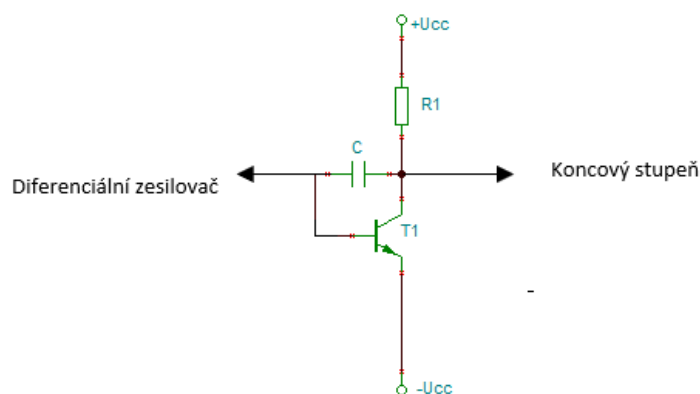 +Ucc
R1
C
Diferenciální zesilovač
Koncový stupeň
T1
-
-Ucc